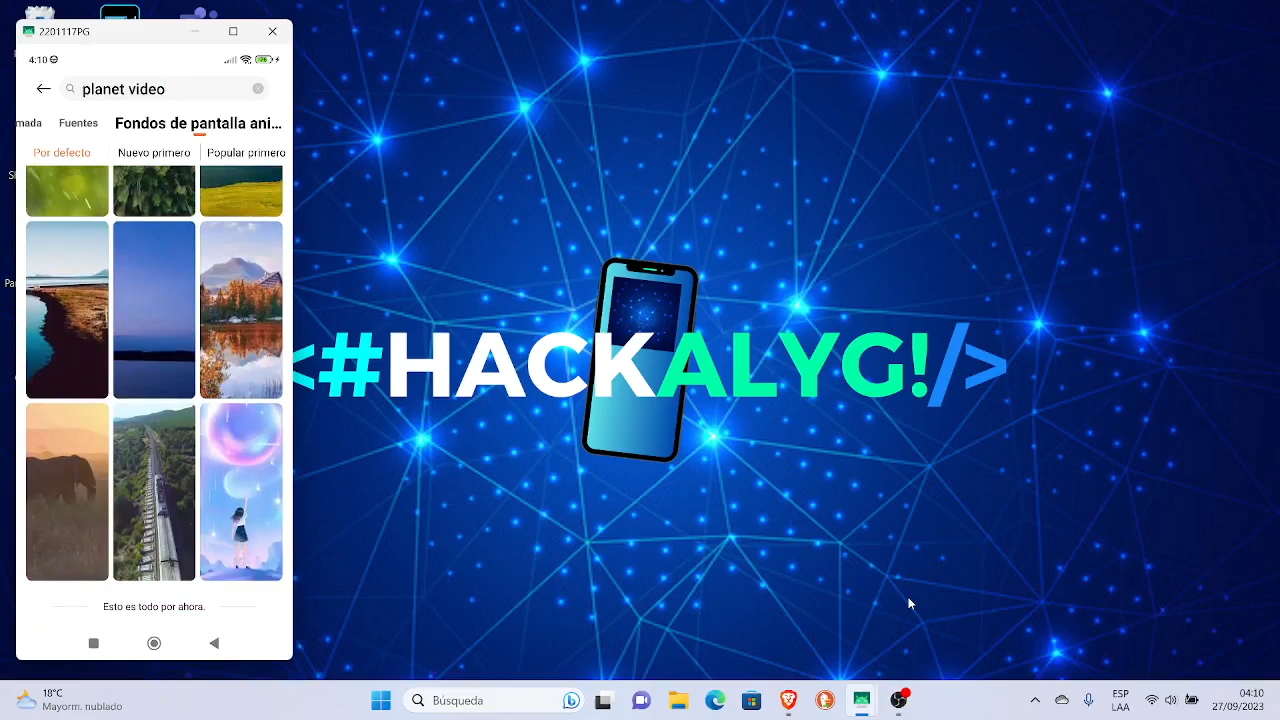 2201117PG
4:10
76
planet video
mada
Fuentes
Fondos de pantalla ani...
Por defecto
Nuevo primero
Popular primero
Esto es todo por ahora.
<#HACKALYG!/>
18°C
Mayorm. nublado
Búsqueda
ESP
04:10
27/09/2023